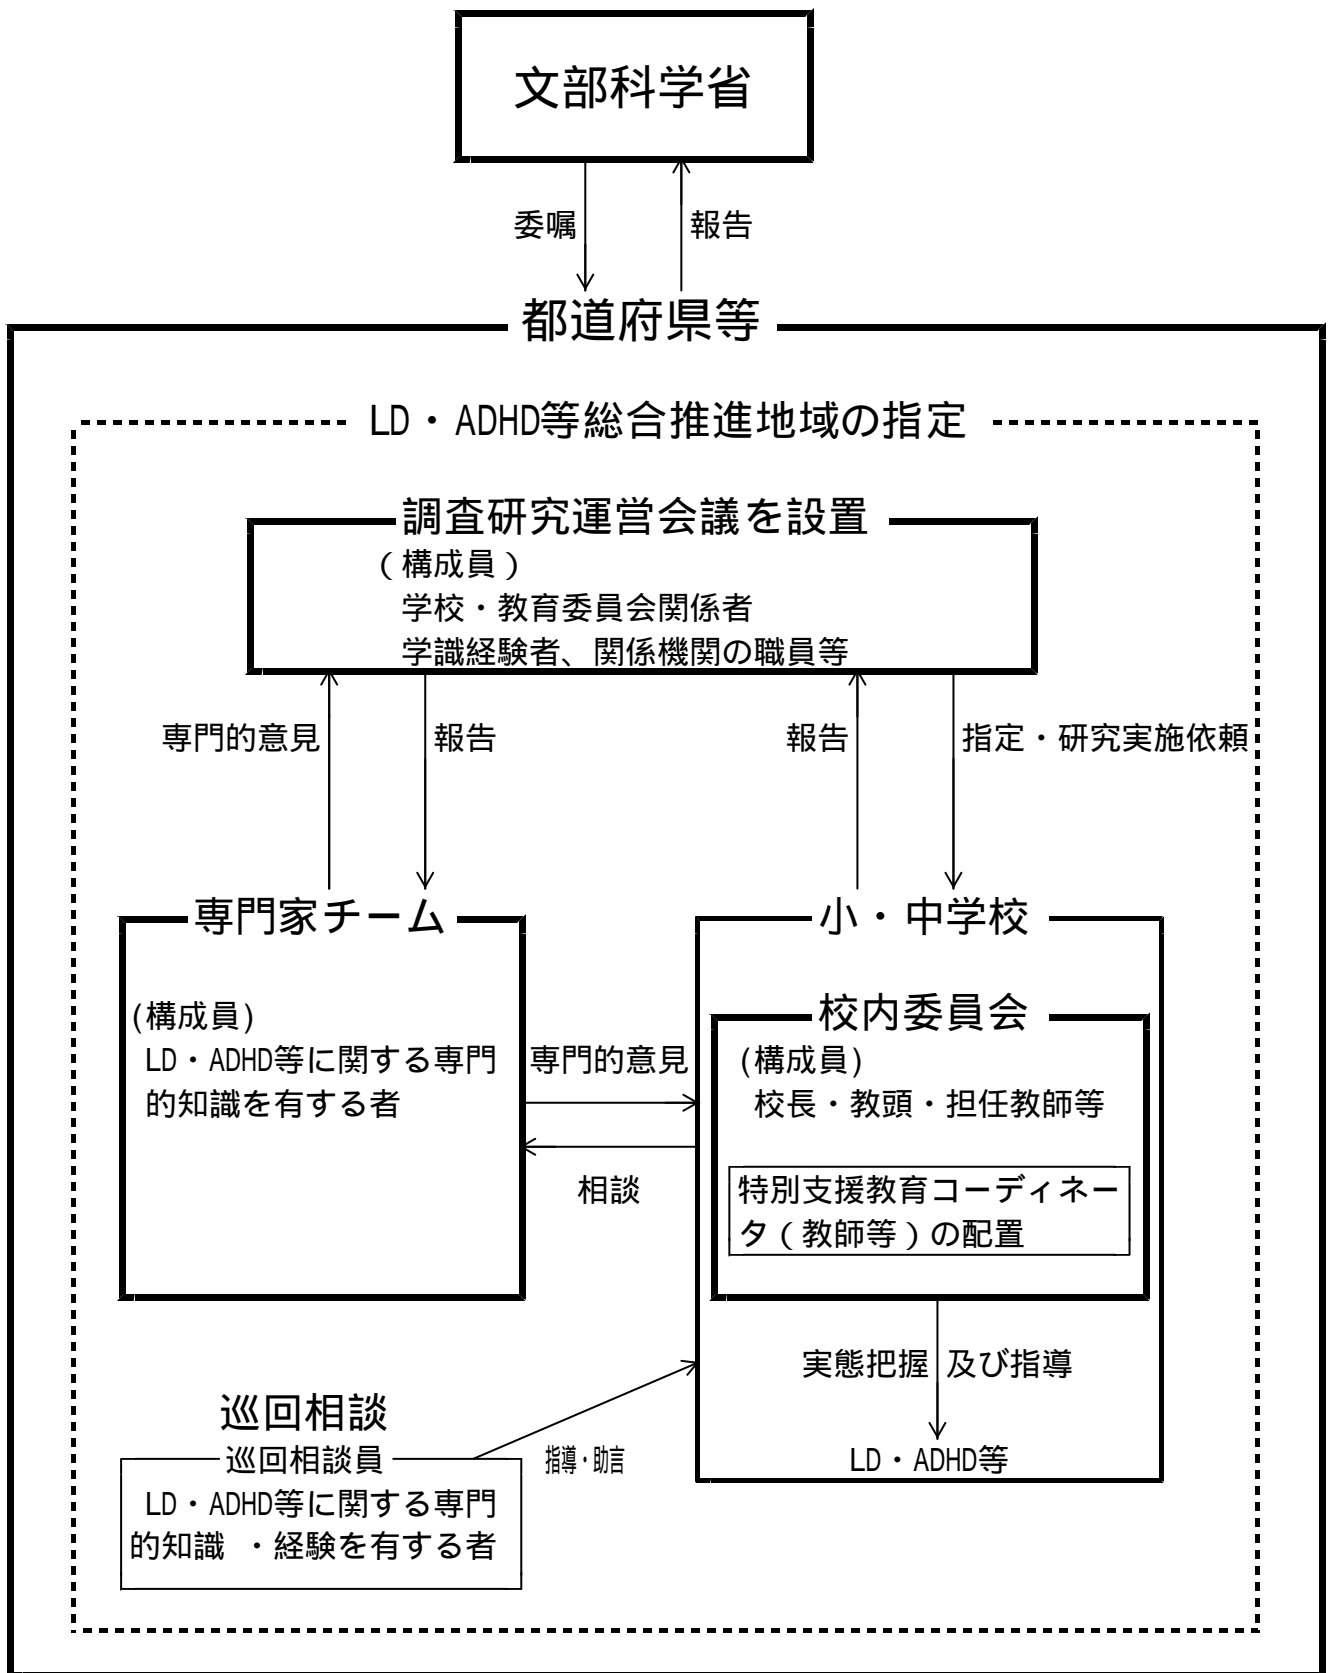 文部科学省
委嘱
報告
都道府県等
LD・ADHD等総合推進地域の指定
調査研究運営会議を設置
（構成員）
学校・教育委員会関係者
学識経験者、関係機関の職員等
専門的意見
報告
報告
指定・研究実施依頼
専門家チーム
(構成員)
LD・ADHD等に関する専門
的知識を有する者
専門的意見
相談
小・中学校
校内委員会
(構成員)
校長・教頭・担任教師等
特別支援教育コーディネー
タ（教師等）の配置
実態把握 及び指導
LD・ADHD等
巡回相談
巡回相談員
LD・ADHD等に関する専門
的知識 ・経験を有する者
指導・助言